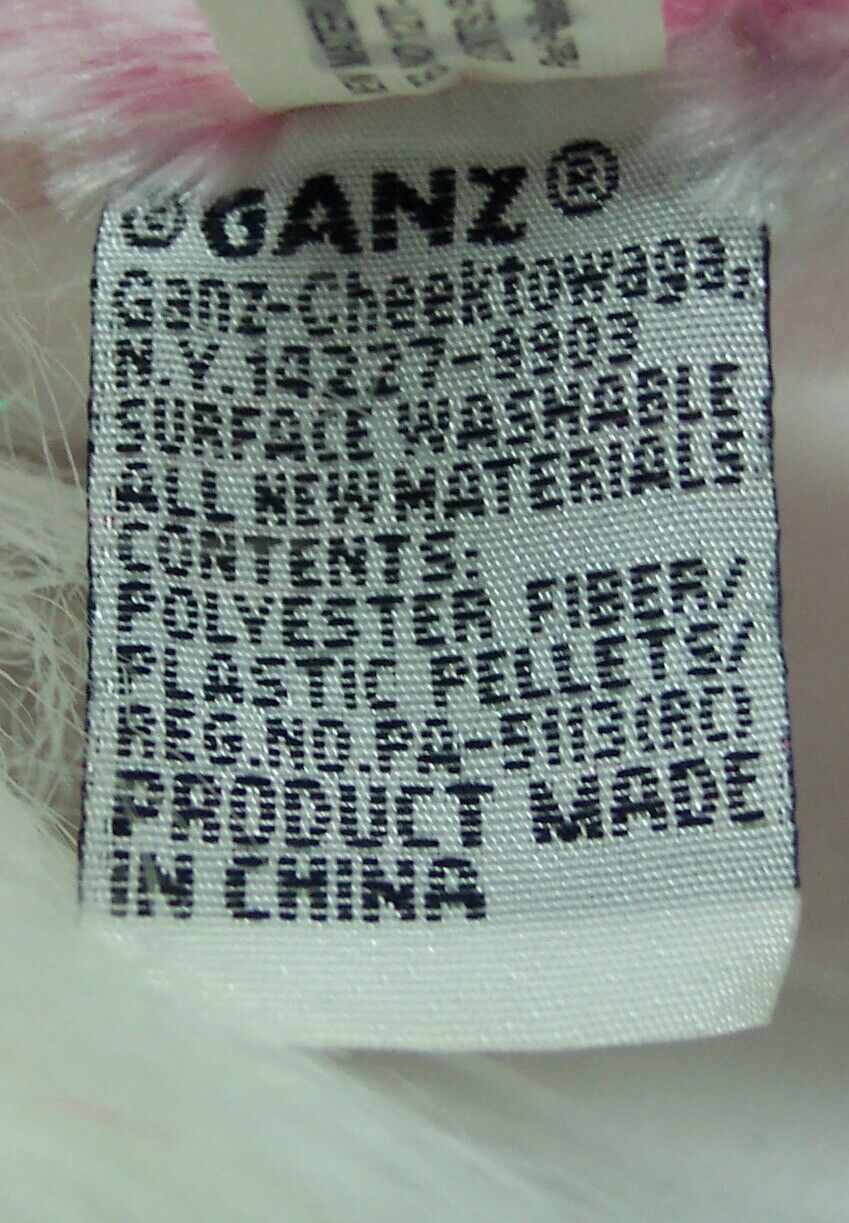 ©GANZ®
Ganz-Cheektowaga,
N.Y.14227-9903
SURFACE WASHABLE
ALL NEW MATERIALS
CONTENTS:
POLYESTER FIBER/
PLASTIC PELLETS/
REG.NO.PA-5113(RC)
PRODUCT MADE
IN CHINA